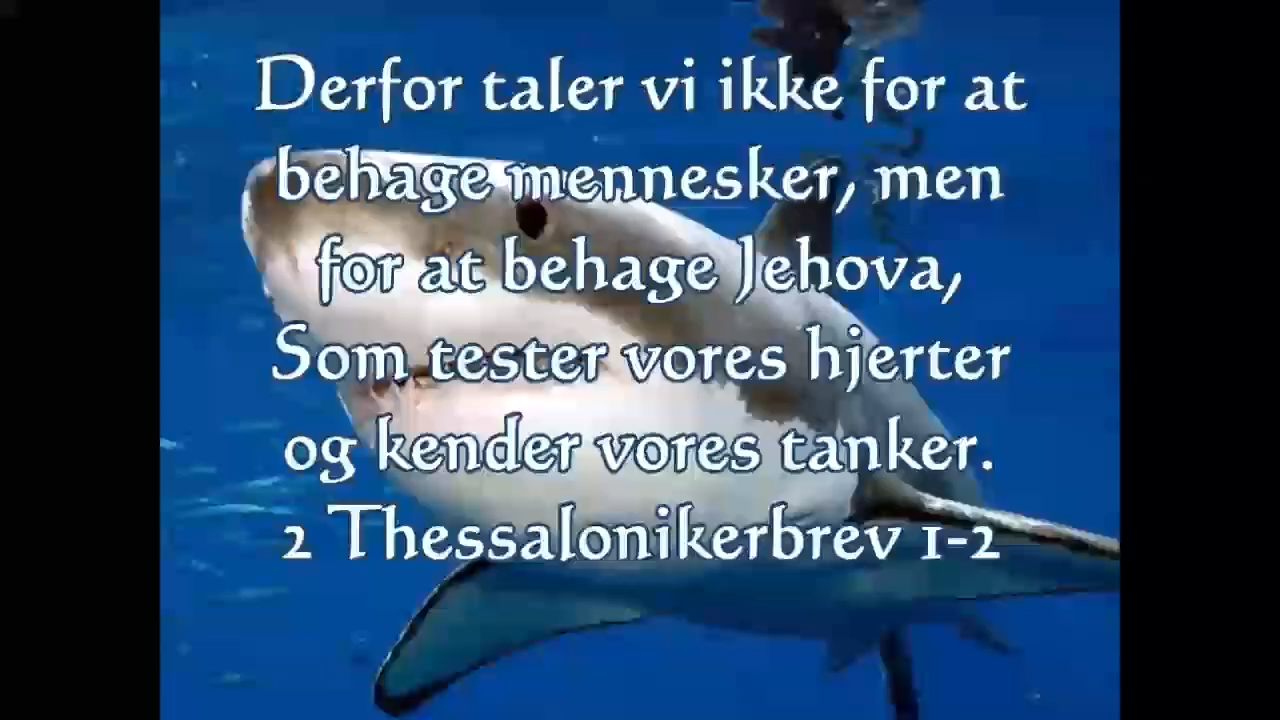 Derfor taler vi ikke for at
behage mennesker, men
for at behage Jehova,
Som tester vores hjerter
og kender vores tanker.
2 Thessalonikerbrev 1-2